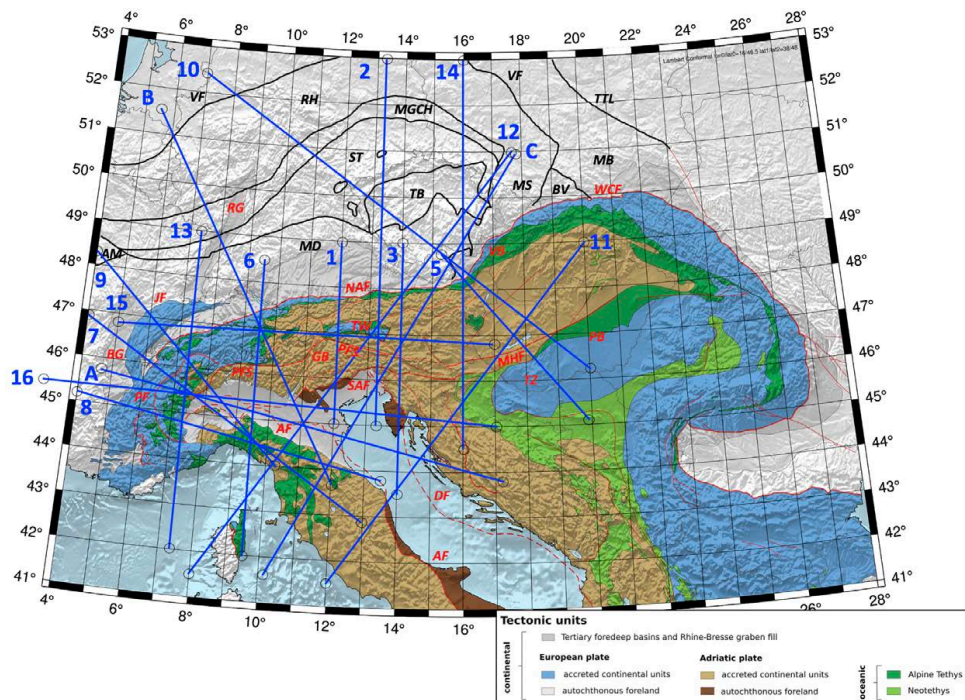 4° 6° 8° 10° 12° 14° 16° 18° 20° 22° 24° 26° 28°
53° 53°
Lambert Conformal
52° 52°
51° 51°
50° 50°
49° 49°
48° 48°
47° 47°
46° 46°
45° 45°
44° 44°
43° 43°
42° 42°
41° 41°
4° 6° 8° 10° 12° 14° 16° 28°
10 2 14
B VF RH VF TTL
MGCH
12 C
ST MB
TB MS BV WCF
RG
13 MD 6 1 3 5 11
AM
9 JF NAF
15 TW
7 BG GB MHF PB
A PF SAF TZ
16
8 AF
DF
AF
Tectonic units
continental
Tertiary foredeep basins and Rhine-Bresse graben fill
European plate Adriatic plate
oceanic
accreted continental units accreted continental units Alpine Tethys
autochthonous foreland autochthonous foreland Neotethys